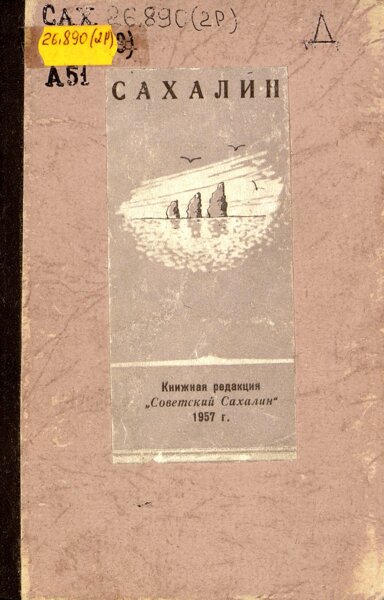 САХ 26.890(2Р)
26.890(2Р)
А51
Д
САХАЛИН
Книжная редакция
„Советский Сахалин“
1957 г.